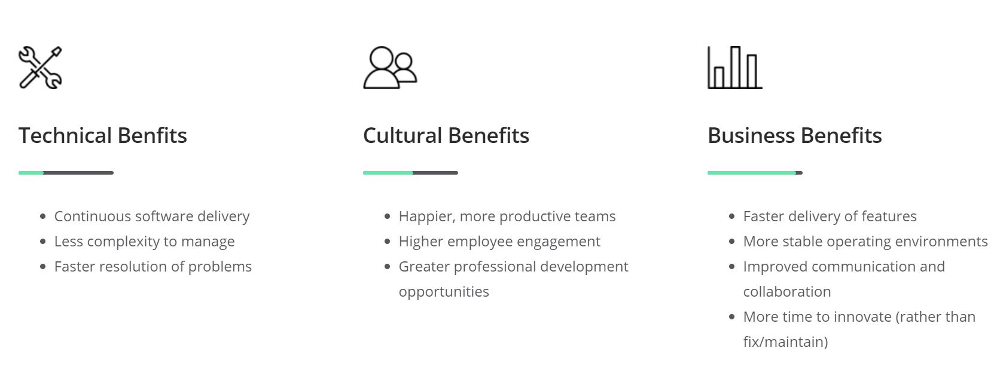 Technical Benfits
Continuous software delivery
Less complexity to manage
Faster resolution of problems
Cultural Benefits
Happier, more productive teams
Higher employee engagement
Greater professional development
opportunities
Business Benefits
Faster delivery of features
More stable operating environments
Improved communication and
collaboration
More time to innovate (rather than
fix/maintain)